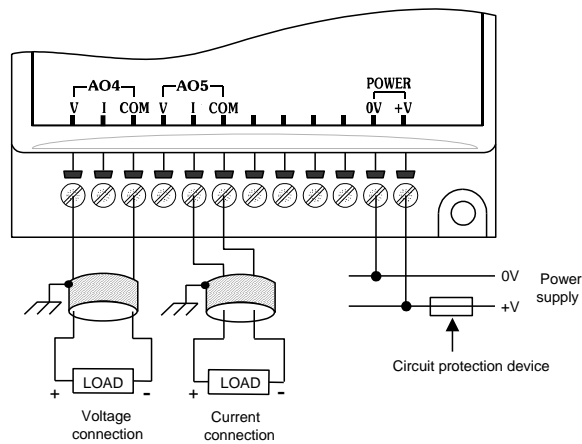 AO4 AO5 POWER
V I COM V I COM 0V +V
0V
Power
supply
+V
Circuit protection device
LOAD LOAD
+ - + -
Voltage
connection
Current
connection